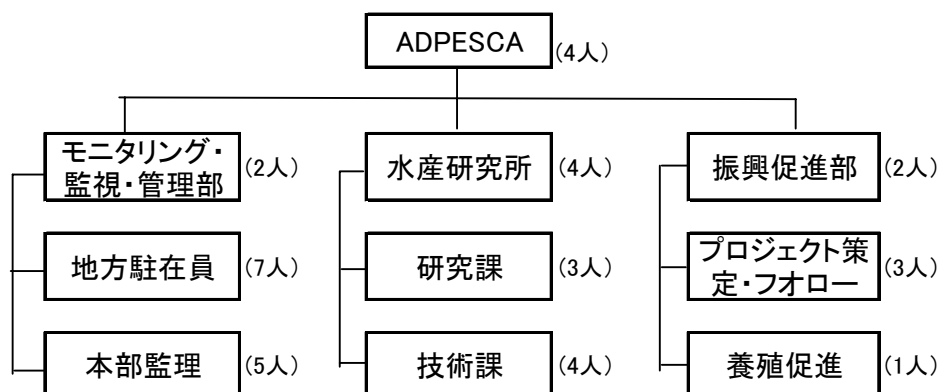 ADPESCA
(4人)
モニタリング・
監視・管理部
(2人)
水産研究所
(4人)
振興促進部
(2人)
地方駐在員
(7人)
研究課
(3人)
プロジェクト策
定・フオロー
(3人)
本部監理
(5人)
技術課
(4人)
養殖促進
(1人)